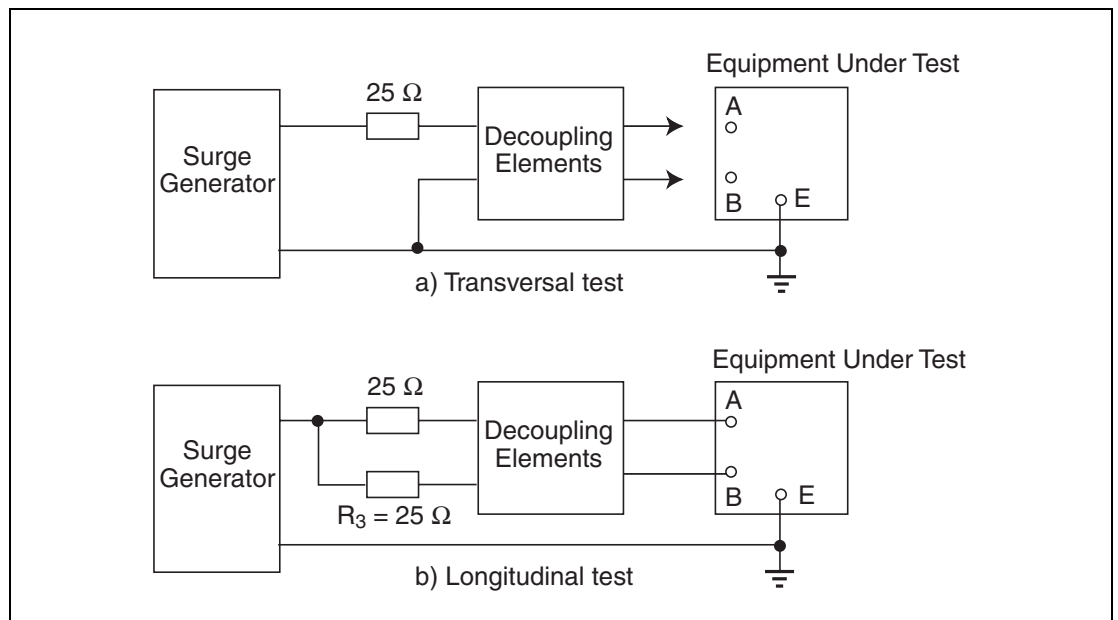 Equipment Under Test
25 Ω
Surge
Generator
Decoupling
Elements
A
B
E
a) Transversal test
Equipment Under Test
25 Ω
Surge
Generator
R3 = 25 Ω
Decoupling
Elements
A
B
E
b) Longitudinal test